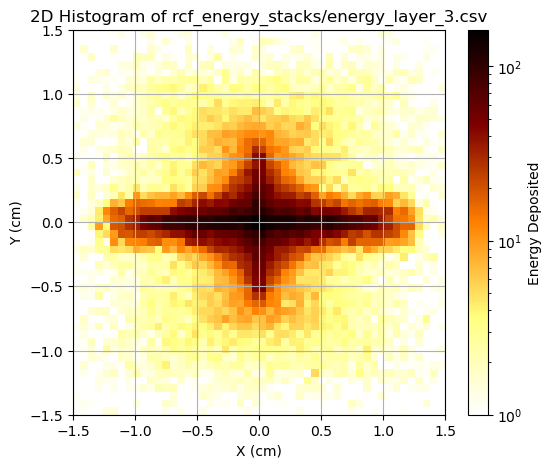 2D Histogram of rcf_energy_stacks/energy_layer_3.csv
1.5
1.0
0.5
0.0
−0.5
−1.0
−1.5
Y (cm)
−1.5 −1.0 −0.5 0.0 0.5 1.0 1.5
X (cm)
10²
10¹
10⁰
Energy Deposited